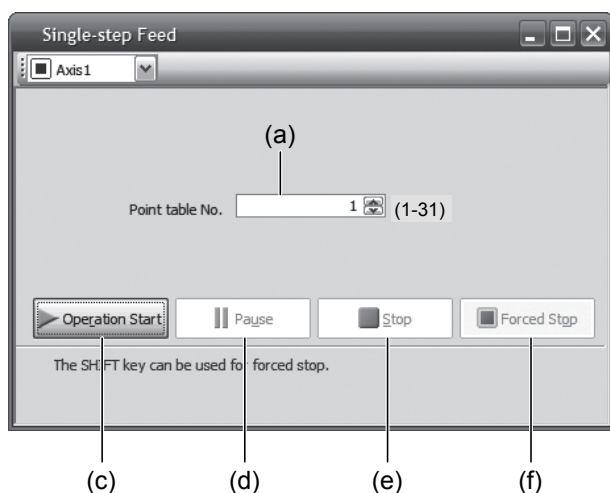 Single-step Feed
Axis1
(a)
Point table No. 1 (1-31)
Operation Start Pause Stop Forced Stop
The SHIFT key can be used for forced stop.
(c) (d) (e) (f)